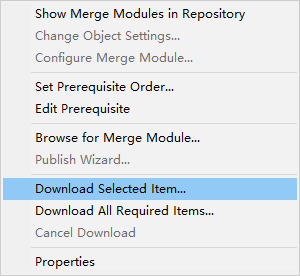 Show Merge Modules in Repository
Change Object Settings...
Configure Merge Module...
Set Prerequisite Order...
Edit Prerequisite
Browse for Merge Module...
Publish Wizard...
Download Selected Item...
Download All Required Items...
Cancel Download
Properties